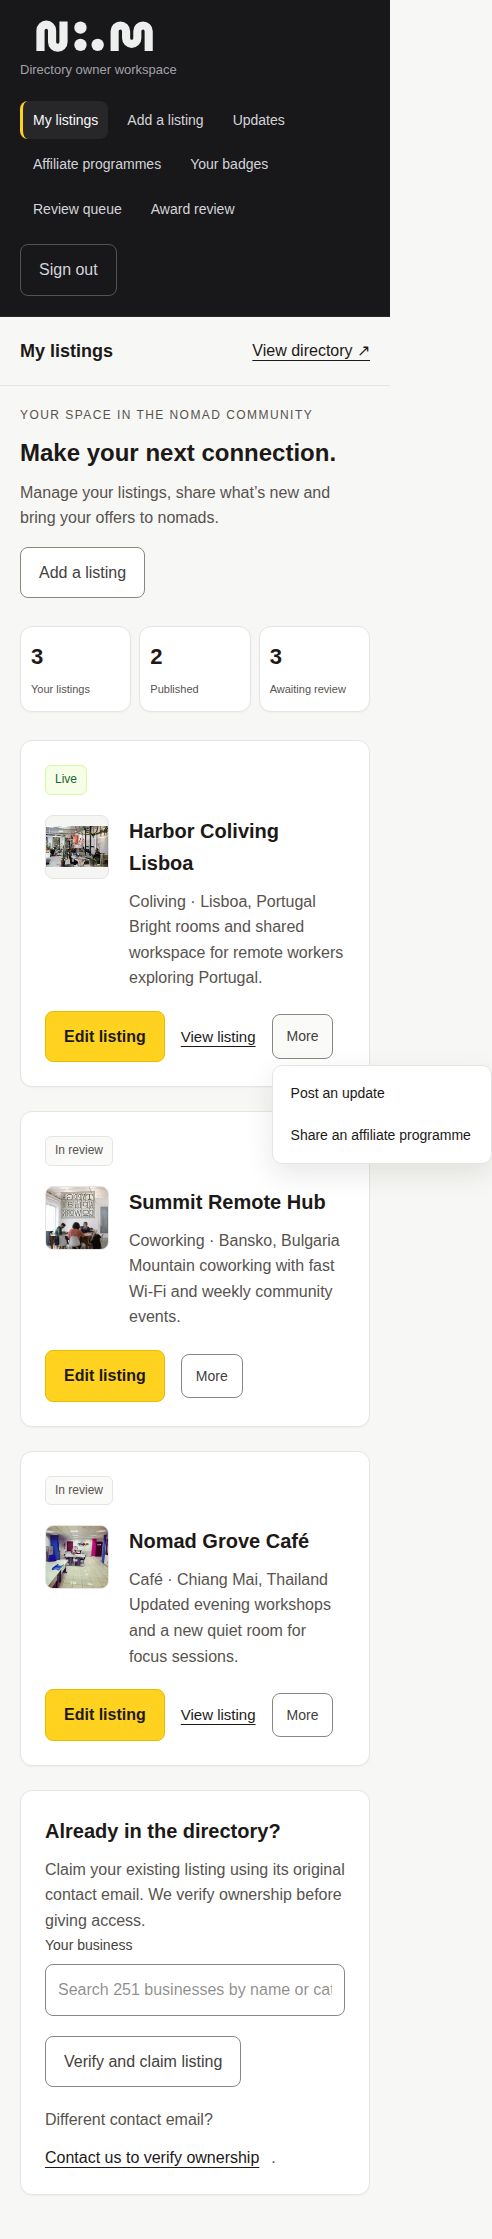 N:.M
Directory owner workspace
My listings Add a listing Updates
Affiliate programmes Your badges
Review queue Award review
Sign out
My listings View directory ↗
YOUR SPACE IN THE NOMAD COMMUNITY
Make your next connection.
Manage your listings, share what’s new and
bring your offers to nomads.
Add a listing
3 2 3
Your listings Published Awaiting review
Live
Harbor Coliving
Lisboa
Coliving · Lisboa, Portugal
Bright rooms and shared
workspace for remote workers
exploring Portugal.
Edit listing View listing More
Post an update
Share an affiliate programme
In review
Summit Remote Hub
Coworking · Bansko, Bulgaria
Mountain coworking with fast
Wi-Fi and weekly community
events.
Edit listing More
In review
Nomad Grove Café
Café · Chiang Mai, Thailand
Updated evening workshops
and a new quiet room for
focus sessions.
Edit listing View listing More
Already in the directory?
Claim your existing listing using its original
contact email. We verify ownership before
giving access.
Your business
Search 251 businesses by name or cat
Verify and claim listing
Different contact email?
Contact us to verify ownership .